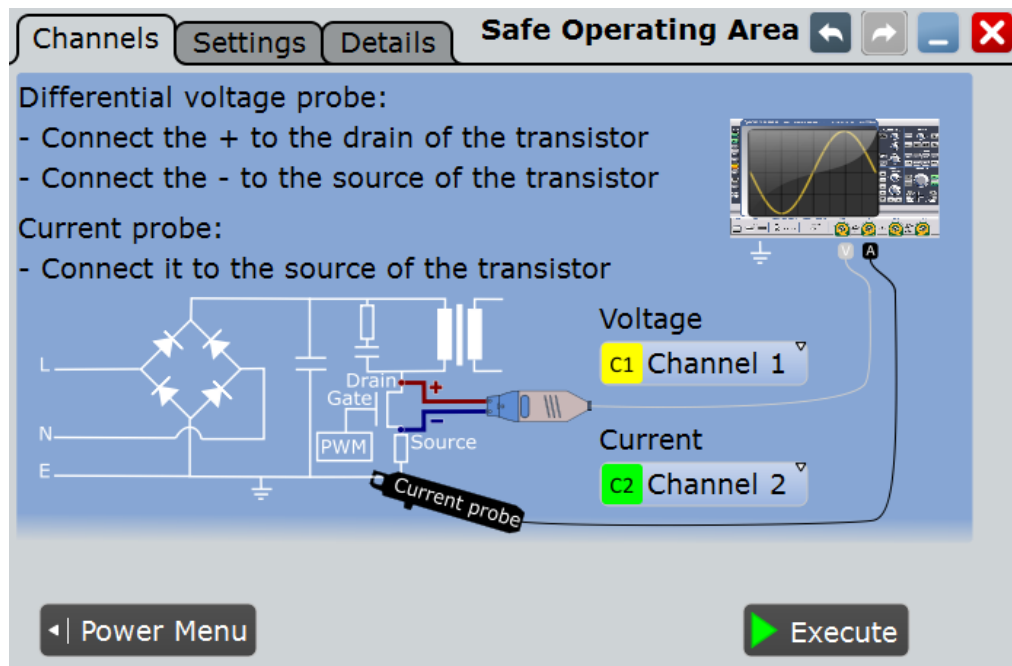 Channels
Settings
Details
Safe Operating Area
Differential voltage probe:
- Connect the + to the drain of the transistor
- Connect the - to the source of the transistor
Current probe:
- Connect it to the source of the transistor
V
A
Voltage
C1 Channel 1
L
Drain
+
Gate
-
N
PWM
Source
Current
E
C2 Channel 2
Current probe
Power Menu
Execute